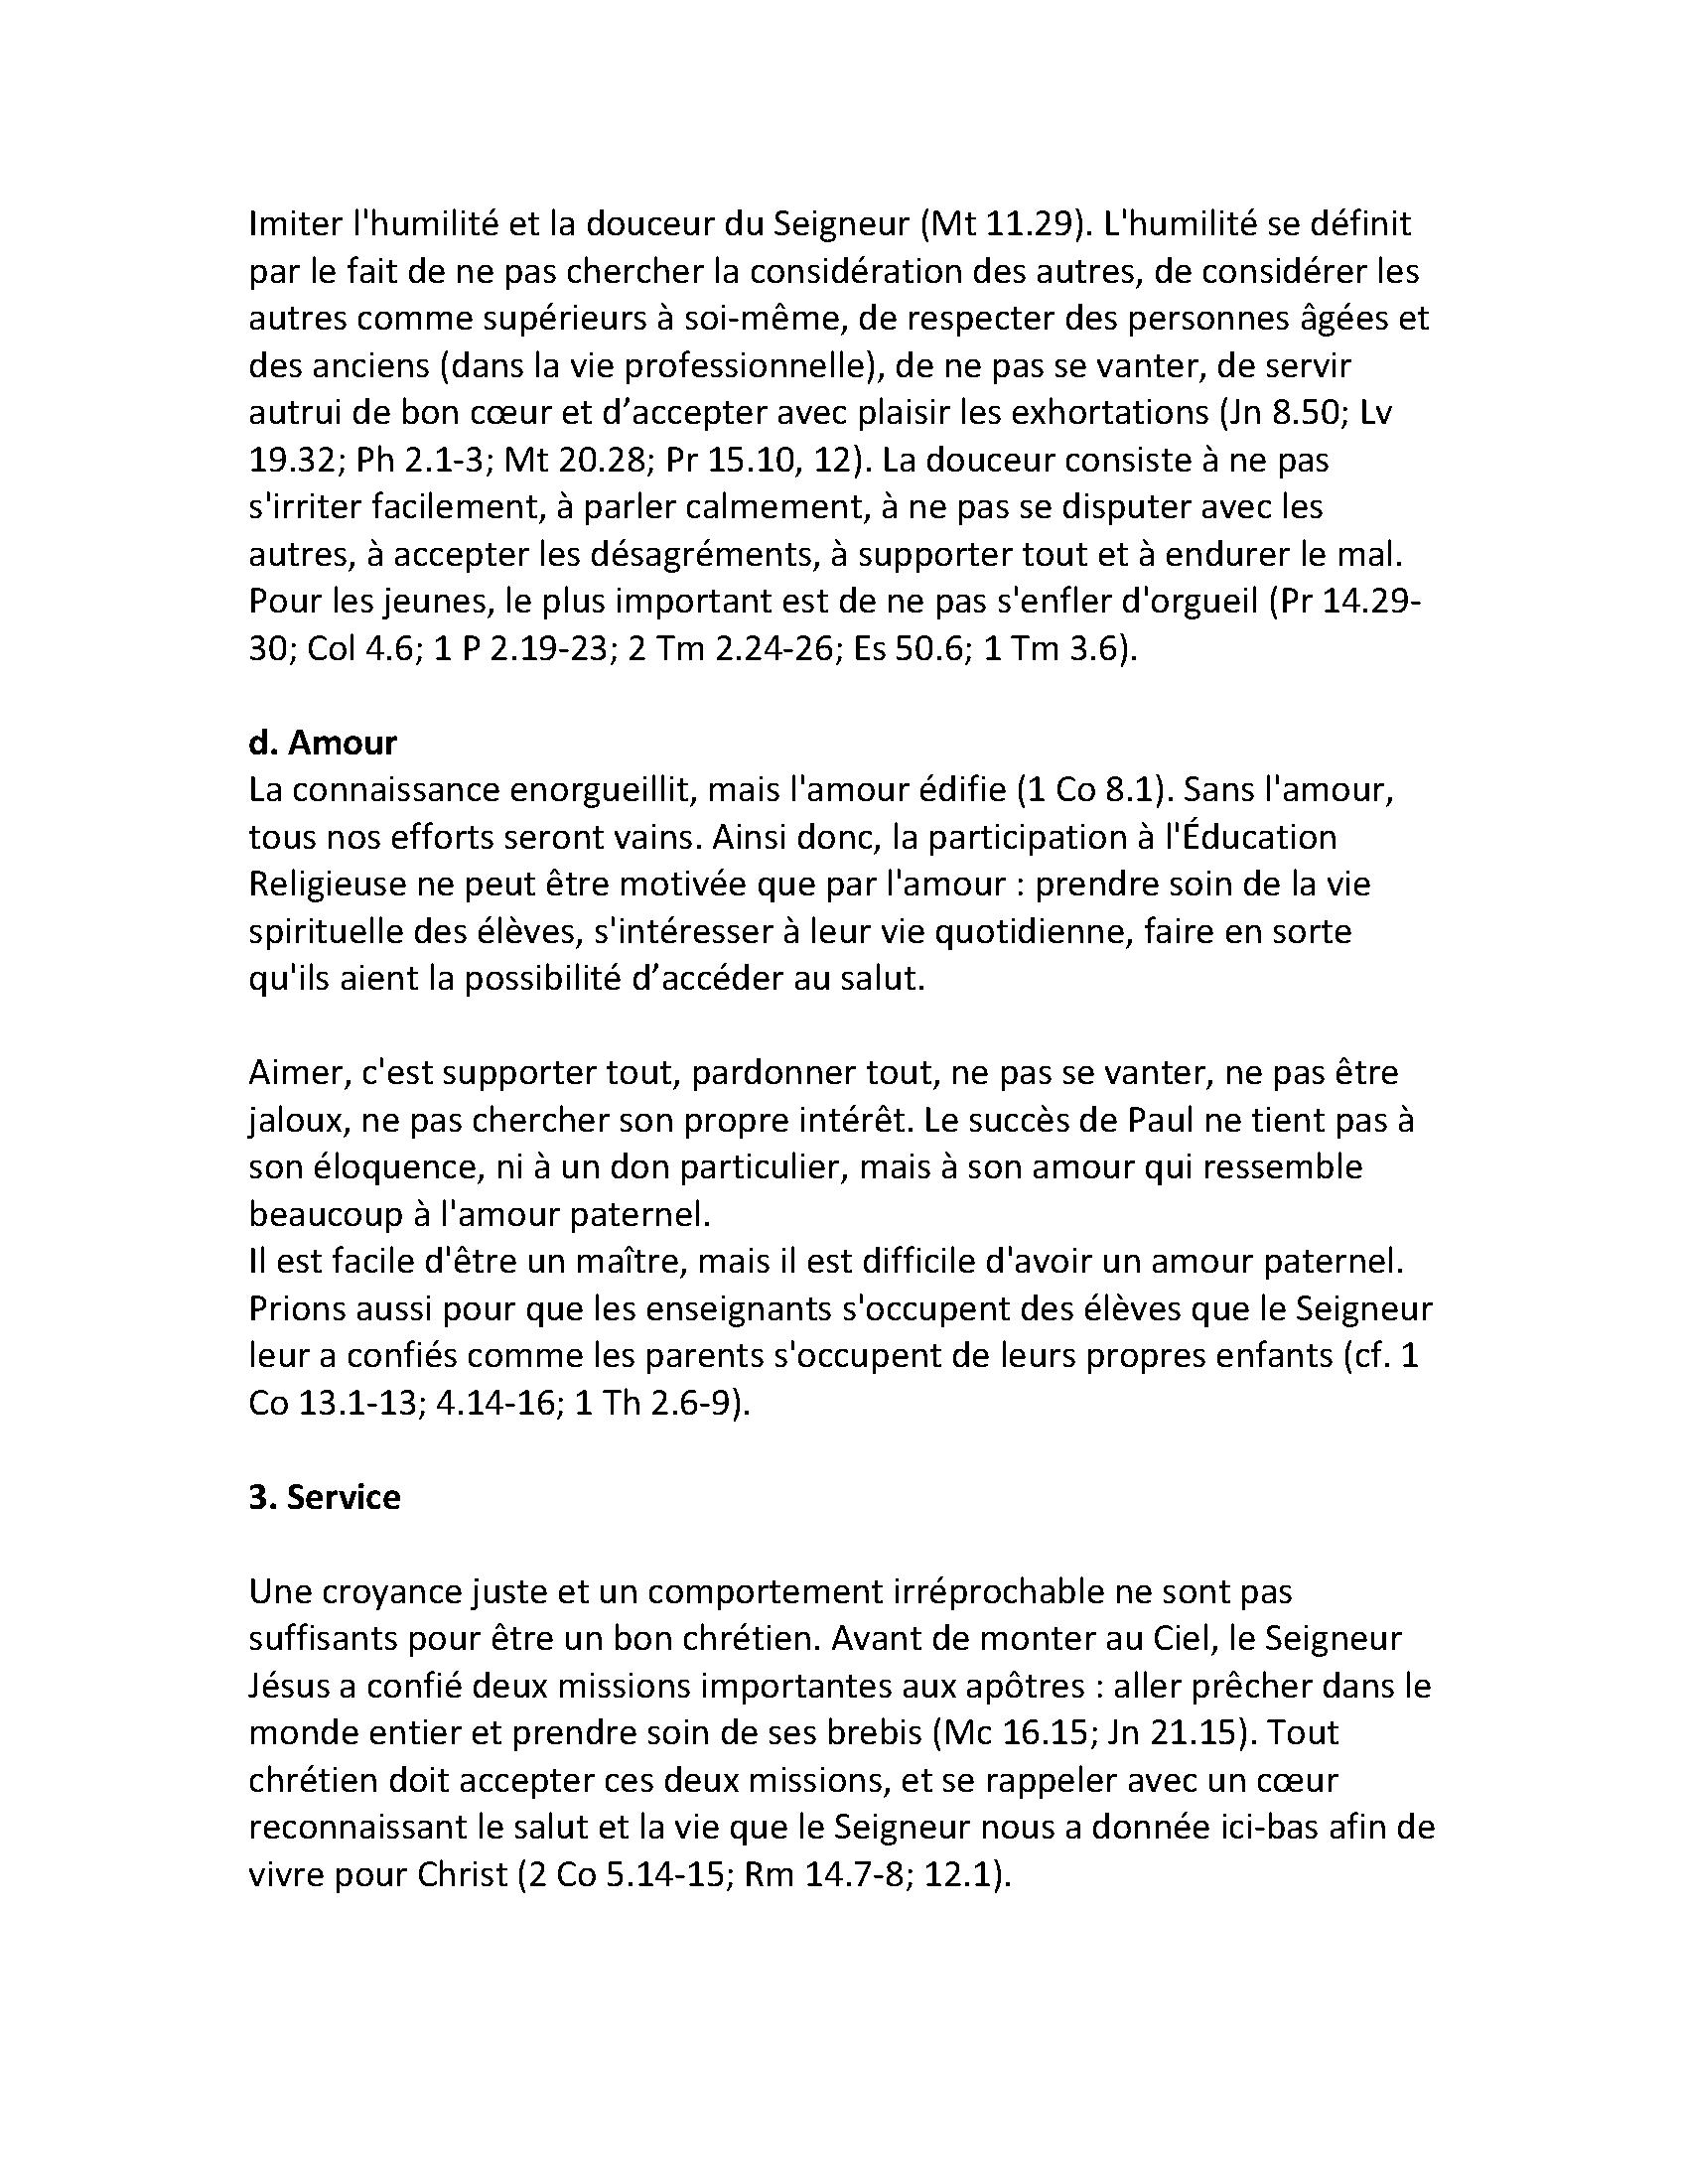 Imiter l'humilité et la douceur du Seigneur (Mt 11.29). L'humilité se définit
par le fait de ne pas chercher la considération des autres, de considérer les
autres comme supérieurs à soi-même, de respecter des personnes âgées et
des anciens (dans la vie professionnelle), de ne pas se vanter, de servir
autrui de bon cœur et d’accepter avec plaisir les exhortations (Jn 8.50; Lv
19.32; Ph 2.1-3; Mt 20.28; Pr 15.10, 12). La douceur consiste à ne pas
s'irriter facilement, à parler calmement, à ne pas se disputer avec les
autres, à accepter les désagréments, à supporter tout et à endurer le mal.
Pour les jeunes, le plus important est de ne pas s'enfler d'orgueil (Pr 14.29-
30; Col 4.6; 1 P 2.19-23; 2 Tm 2.24-26; Es 50.6; 1 Tm 3.6).
d. Amour
La connaissance enorgueillit, mais l'amour édifie (1 Co 8.1). Sans l'amour,
tous nos efforts seront vains. Ainsi donc, la participation à l'Éducation
Religieuse ne peut être motivée que par l'amour : prendre soin de la vie
spirituelle des élèves, s'intéresser à leur vie quotidienne, faire en sorte
qu'ils aient la possibilité d’accéder au salut.
Aimer, c'est supporter tout, pardonner tout, ne pas se vanter, ne pas être
jaloux, ne pas chercher son propre intérêt. Le succès de Paul ne tient pas à
son éloquence, ni à un don particulier, mais à son amour qui ressemble
beaucoup à l'amour paternel.
Il est facile d'être un maître, mais il est difficile d'avoir un amour paternel.
Prions aussi pour que les enseignants s'occupent des élèves que le Seigneur
leur a confiés comme les parents s'occupent de leurs propres enfants (cf. 1
Co 13.1-13; 4.14-16; 1 Th 2.6-9).
3. Service
Une croyance juste et un comportement irréprochable ne sont pas
suffisants pour être un bon chrétien. Avant de monter au Ciel, le Seigneur
Jésus a confié deux missions importantes aux apôtres : aller prêcher dans le
monde entier et prendre soin de ses brebis (Mc 16.15; Jn 21.15). Tout
chrétien doit accepter ces deux missions, et se rappeler avec un cœur
reconnaissant le salut et la vie que le Seigneur nous a donnée ici-bas afin de
vivre pour Christ (2 Co 5.14-15; Rm 14.7-8; 12.1).